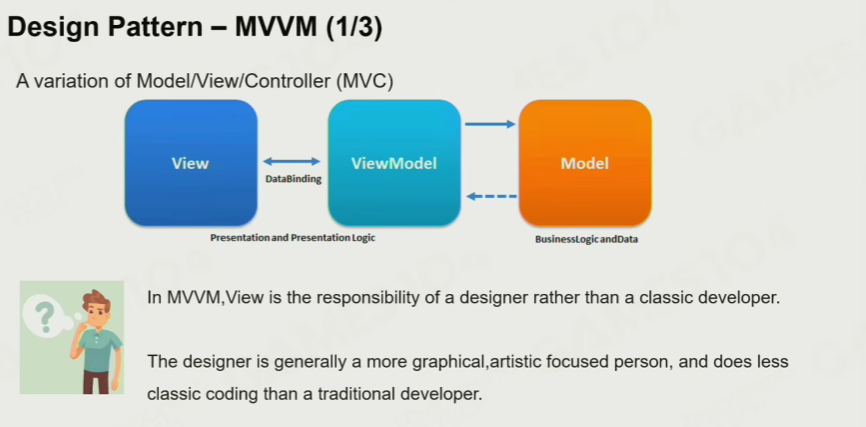 Design Pattern – MVVM (1/3)
A variation of Model/View/Controller (MVC)
View
DataBinding
ViewModel
Model
Presentation and Presentation Logic
BusinessLogicandData
?
In MVVM,View is the responsibility of a designer rather than a classic developer.
The designer is generally a more graphical,artistic focused person, and does less
classic coding than a traditional developer.